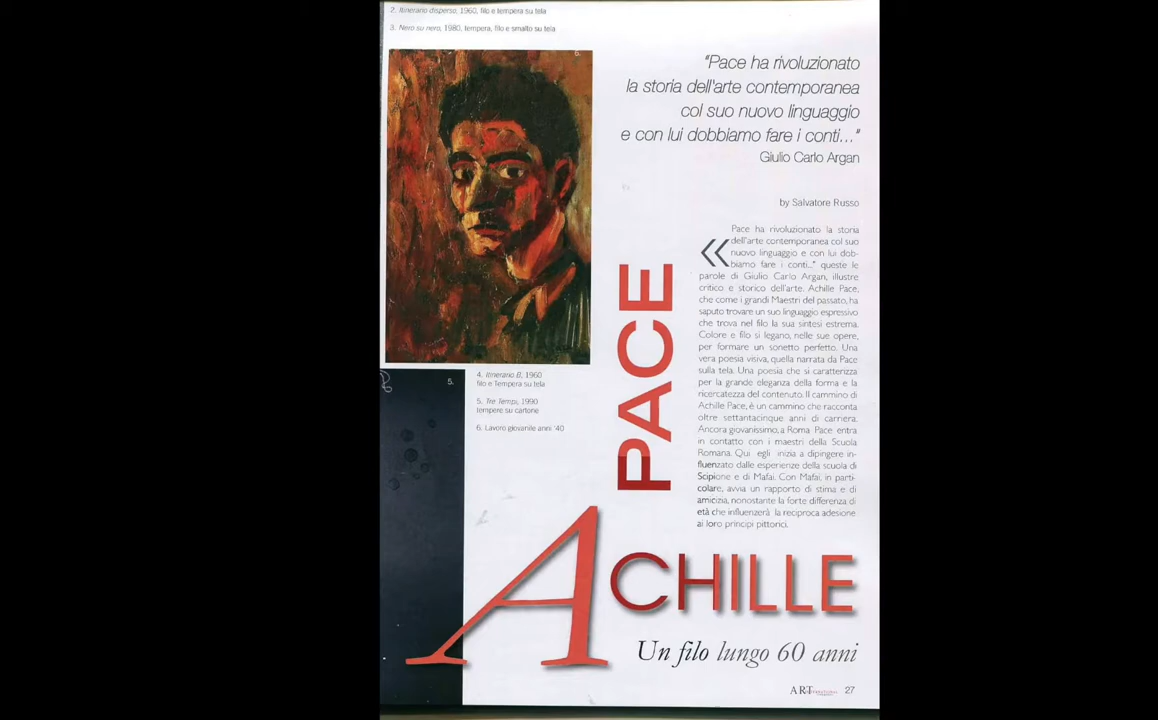 2. Itinerario disperso, 1960, filo e tempera su tela
3. Nero su nero, 1980, tempera, filo e smalto su tela
6.
"Pace ha rivoluzionato
la storia dell'arte contemporanea
col suo nuovo linguaggio
e con lui dobbiamo fare i conti..."
Giulio Carlo Argan
by Salvatore Russo
«
Pace ha rivoluzionato la storia
dell'arte contemporanea col suo
nuovo linguaggio e con lui dob-
biamo fare i conti..." queste le
parole di Giulio Carlo Argan, illustre
critico e storico dell'arte. Achille Pace,
che come i grandi Maestri del passato, ha
saputo trovare un suo linguaggio espressivo
che trova nel filo la sua sintesi estrema.
Colore e filo si legano, nelle sue opere,
per formare un sonetto perfetto. Una
vera poesia visiva, quella narrata da Pace
sulla tela. Una poesia che si caratterizza
per la grande eleganza della forma e la
ricercatezza del contenuto. Il cammino di
Achille Pace, è un cammino che racconta
oltre settantacinque anni di carriera.
Ancora giovanissimo, a Roma Pace entra
in contatto con i maestri della Scuola
Romana. Qui egli inizia a dipingere in-
fluenzato dalle esperienze della scuola di
Scipione e di Mafai. Con Mafai, in parti-
colare, avvia un rapporto di stima e di
amicizia, nonostante la forte differenza di
età che influenzerà la reciproca adesione
ai loro principi pittorici.
5.
4. Itinerario B, 1960
filo e Tempera su tela
5. Tre Tempi, 1990
tempere su cartone
6. Lavoro giovanile anni '40
PACE
ACHILLE
Un filo lungo 60 anni
ART 27